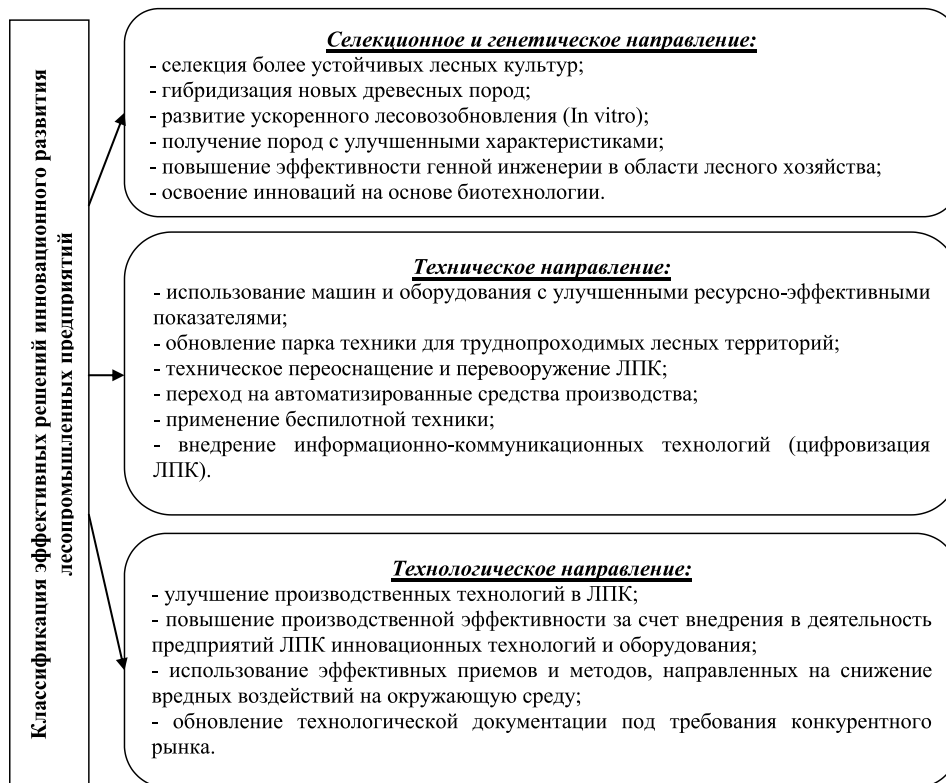 Классификация эффективных решений инновационного развития
лесопромышленных предприятий
Селекционное и генетическое направление:
- селекция более устойчивых лесных культур;
- гибридизация новых древесных пород;
- развитие ускоренного лесовозобновления (In vitro);
- получение пород с улучшенными характеристиками;
- повышение эффективности генной инженерии в области лесного хозяйства;
- освоение инноваций на основе биотехнологии.
Техническое направление:
- использование машин и оборудования с улучшенными ресурсно-эффективными
показателями;
- обновление парка техники для труднопроходимых лесных территорий;
- техническое переоснащение и перевооружение ЛПК;
- переход на автоматизированные средства производства;
- применение беспилотной техники;
- внедрение информационно-коммуникационных технологий (цифровизация
ЛПК).
Технологическое направление:
- улучшение производственных технологий в ЛПК;
- повышение производственной эффективности за счет внедрения в деятельность
предприятий ЛПК инновационных технологий и оборудования;
- использование эффективных приемов и методов, направленных на снижение
вредных воздействий на окружающую среду;
- обновление технологической документации под требования конкурентного
рынка.